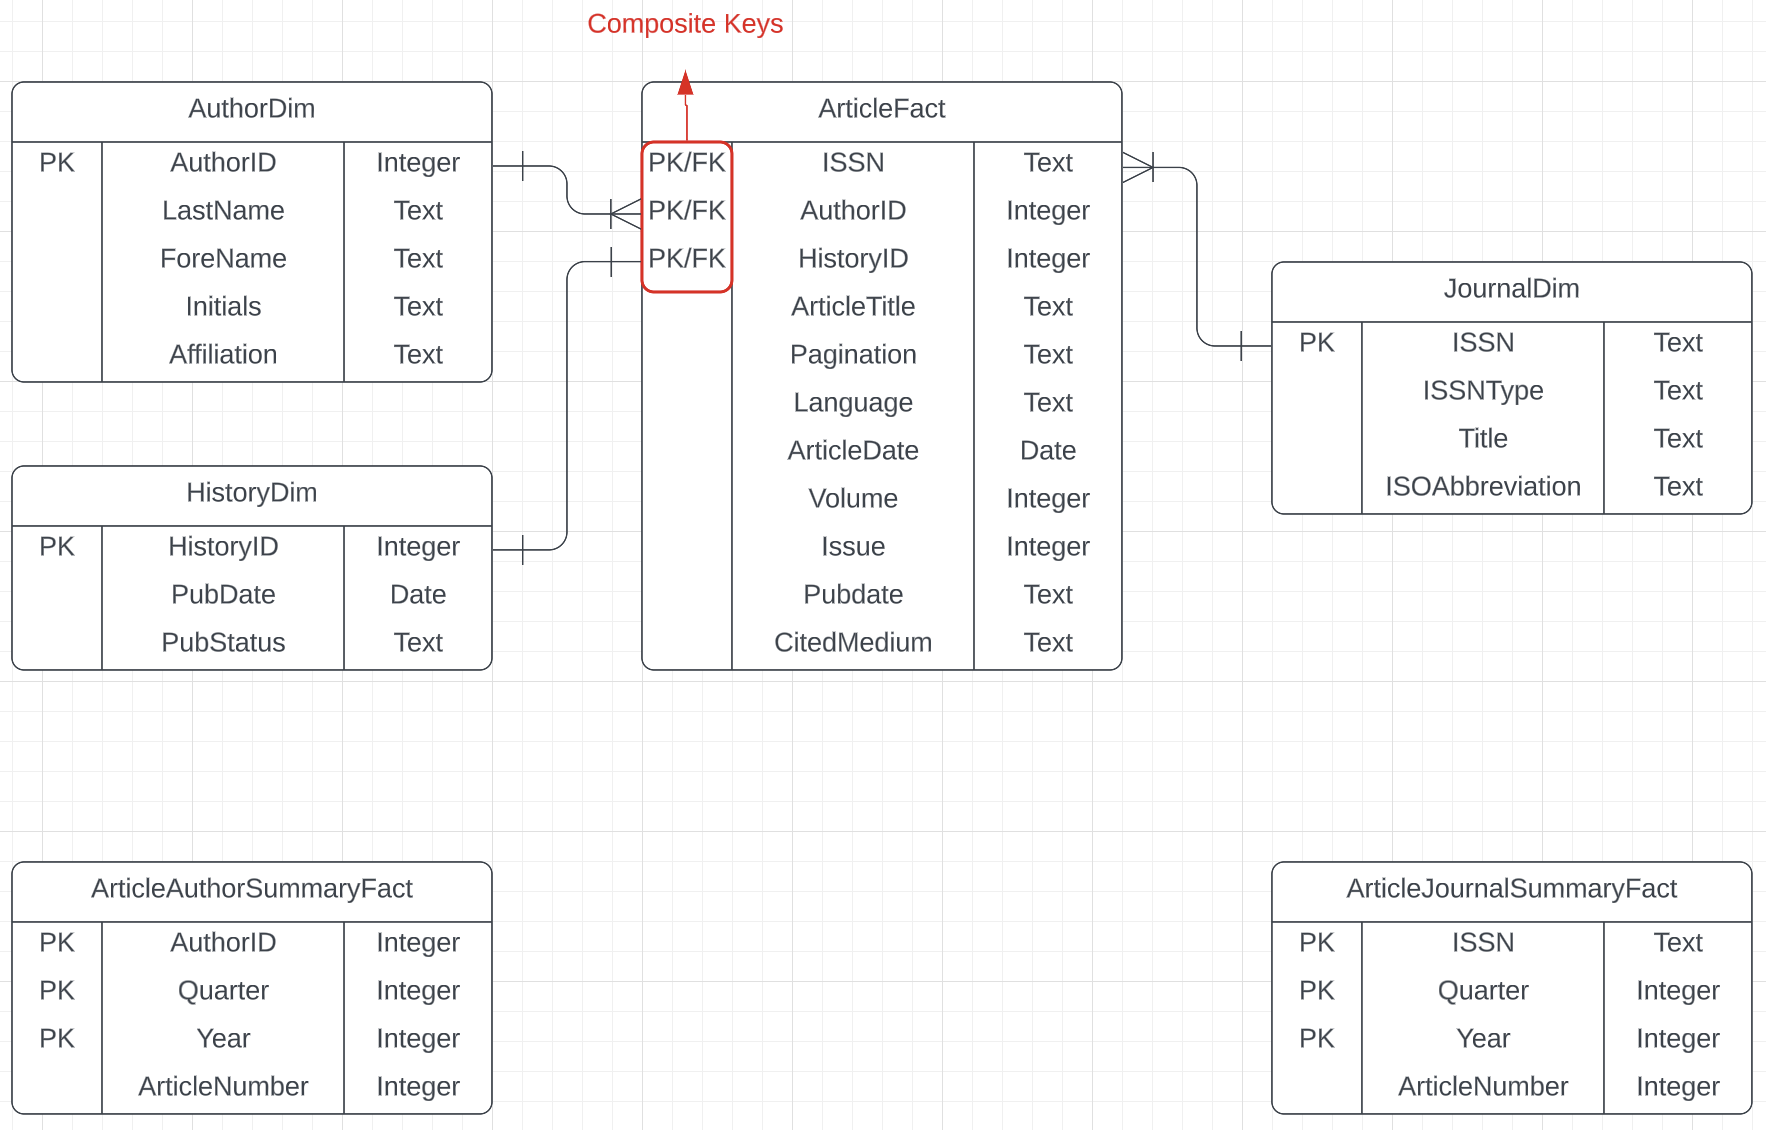 Composite Keys
AuthorDim
PK AuthorID Integer
LastName Text
ForeName Text
Initials Text
Affiliation Text
ArticleFact
PK/FK ISSN Text
PK/FK AuthorID Integer
PK/FK HistoryID Integer
ArticleTitle Text
Pagination Text
Language Text
ArticleDate Date
Volume Integer
Issue Integer
Pubdate Text
CitedMedium Text
JournalDim
PK ISSN Text
ISSNType Text
Title Text
ISOAbbreviation Text
HistoryDim
PK HistoryID Integer
PubDate Date
PubStatus Text
ArticleAuthorSummaryFact
PK AuthorID Integer
PK Quarter Integer
PK Year Integer
ArticleNumber Integer
ArticleJournalSummaryFact
PK ISSN Text
PK Quarter Integer
PK Year Integer
ArticleNumber Integer